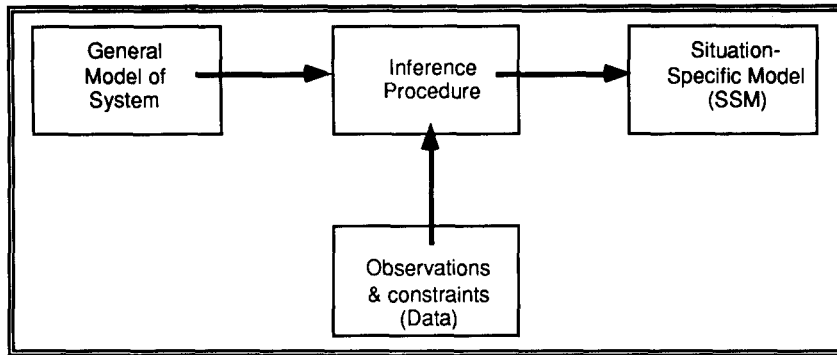 General
Model of
System
Inference
Procedure
Situation-
Specific Model
(SSM)
Observations
& constraints
(Data)